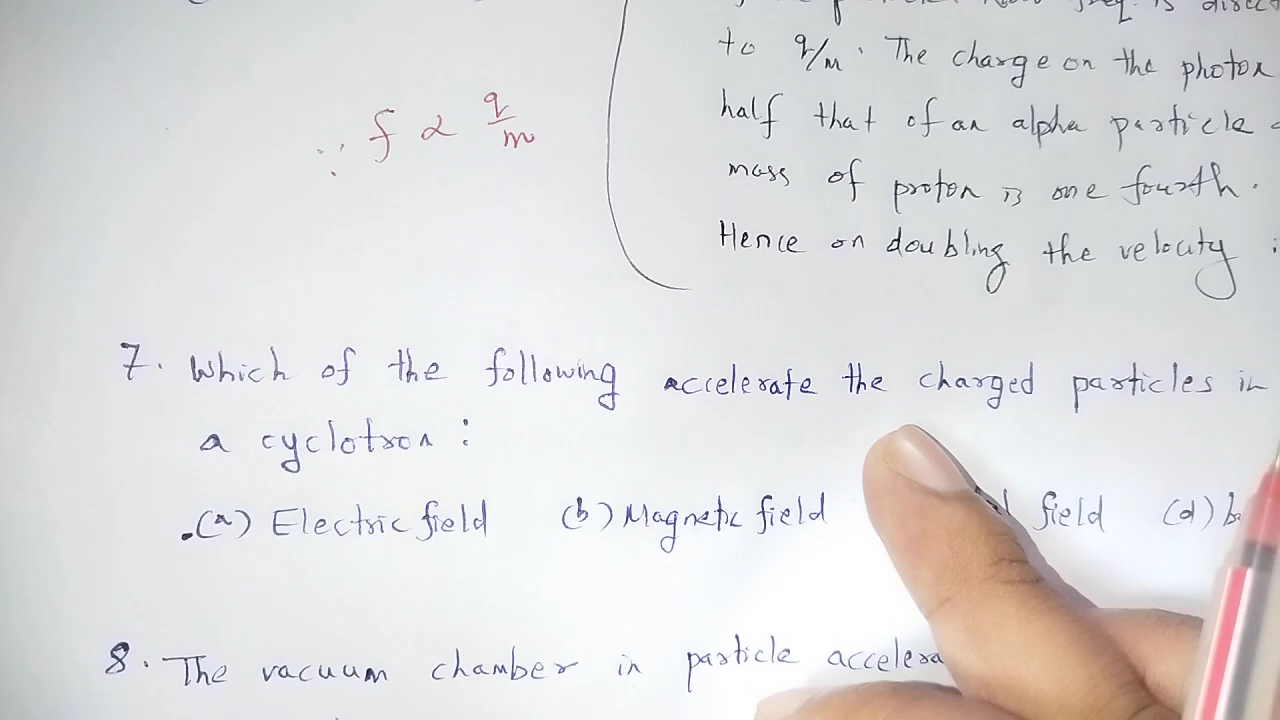 to q/m. The charge on the photon
half that of an alpha particle
mass of proton is one fourth.
Hence on doubling the velocity
∵ f ∝ q/m
7. Which of the following accelerate the charged particles in
a cyclotron :
(a) Electric field (b) Magnetic field field (d)
8. The vacuum chamber in particle